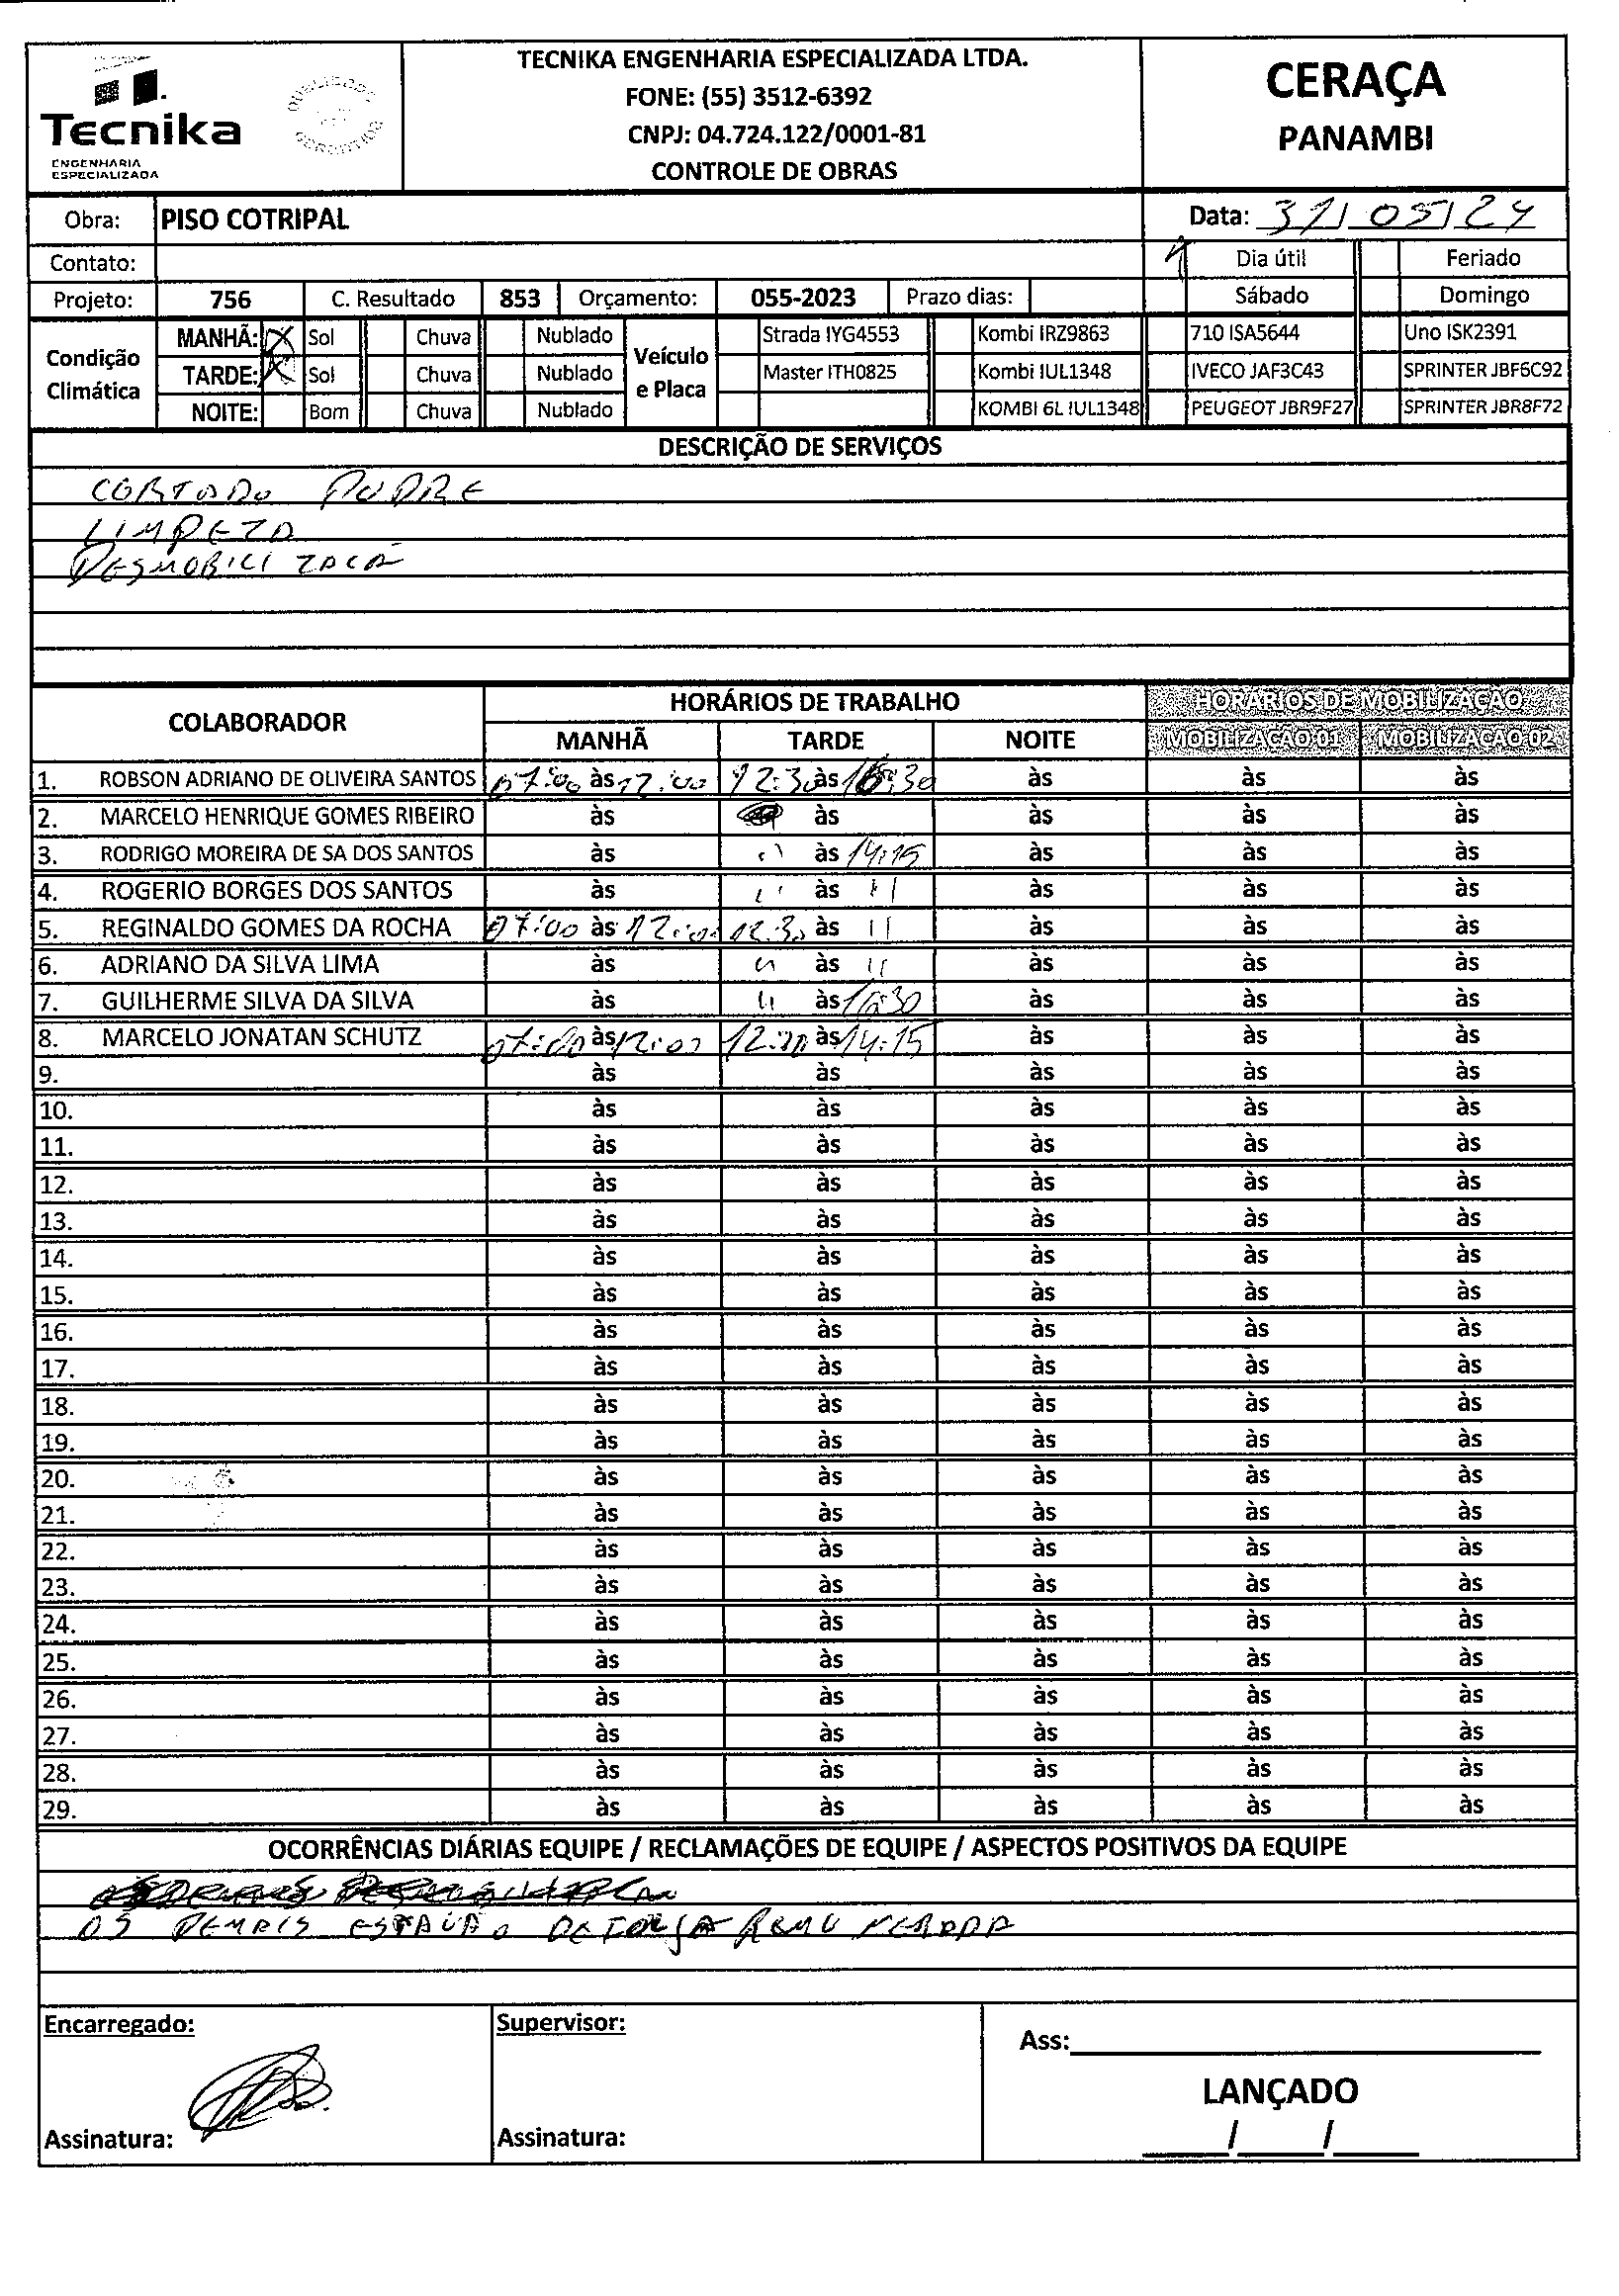 Tecnika
ENGENHARIA
ESPECIALIZADA
TECNIKA ENGENHARIA ESPECIALIZADA LTDA.
FONE: (55) 3512-6392
CNPJ: 04.724.122/0001-81
CONTROLE DE OBRAS
CERAÇA
PANAMBI
Obra: PISO COTRIPAL Data: 31/05/24
Contato: Dia útil Feriado
Projeto: 756 C. Resultado 853 Orçamento: 055-2023 Prazo dias: Sábado Domingo
Condição Climática
MANHÃ: X Sol Chuva Nublado
TARDE: X Sol Chuva Nublado
NOITE: Bom Chuva Nublado
Veículo e Placa
Strada IYG4553 Kombi IRZ9863 710 ISA5644 Uno ISK2391
Master ITH0825 Kombi IUL1348 IVECO JAF3C43 SPRINTER JBF6C92
KOMBI 6L IUL1348 PEUGEOT JBR9F27 SPRINTER JBR8F72
DESCRIÇÃO DE SERVIÇOS
LIMPEZA
COLABORADOR HORÁRIOS DE TRABALHO HORÁRIOS DE MOBILIZAÇÃO
MANHÃ TARDE NOITE MOBILIZAÇÃO 01 MOBILIZAÇÃO 02
1. ROBSON ADRIANO DE OLIVEIRA SANTOS 07:00 às 12:00 12:30 às 16:30 às às às
2. MARCELO HENRIQUE GOMES RIBEIRO às às às às às
3. RODRIGO MOREIRA DE SA DOS SANTOS às 11 às 14:15 às às às
4. ROGERIO BORGES DOS SANTOS às 11 às 11 às às às
5. REGINALDO GOMES DA ROCHA 07:00 às 12:00 12:30 às 11 às às às
6. ADRIANO DA SILVA LIMA às 11 às 11 às às às
7. GUILHERME SILVA DA SILVA às 11 às 16:30 às às às
8. MARCELO JONATAN SCHUTZ 07:00 às 12:00 às 14:15 às às às
9. às às às às às
10. às às às às às
11. às às às às às
12. às às às às às
13. às às às às às
14. às às às às às
15. às às às às às
16. às às às às às
17. às às às às às
18. às às às às às
19. às às às às às
20. às às às às às
21. às às às às às
22. às às às às às
23. às às às às às
24. às às às às às
25. às às às às às
26. às às às às às
27. às às às às às
28. às às às às às
29. às às às às às
OCORRÊNCIAS DIÁRIAS EQUIPE / RECLAMAÇÕES DE EQUIPE / ASPECTOS POSITIVOS DA EQUIPE
OS DEMAIS ESTAVAO DE
Encarregado: Supervisor: Ass:
LANÇADO
Assinatura: Assinatura: / /